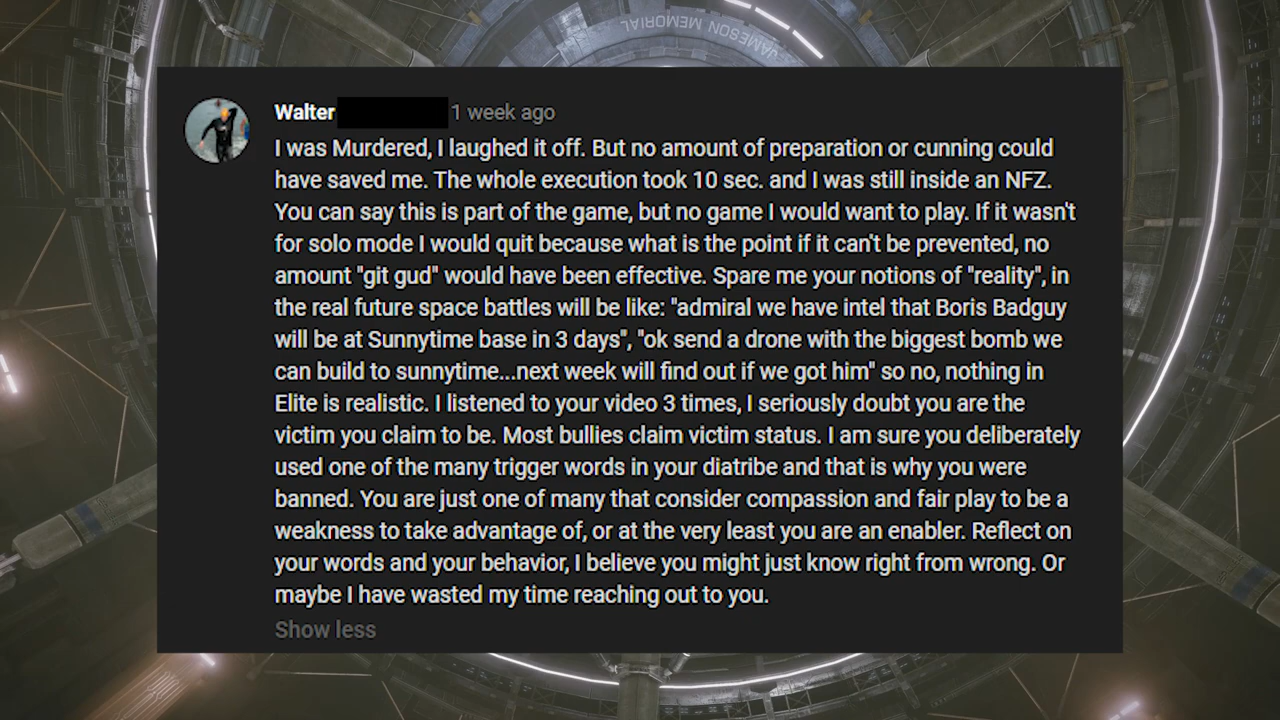 JAMESON MEMORIAL
Walter 1 week ago
I was Murdered, I laughed it off. But no amount of preparation or cunning could
have saved me. The whole execution took 10 sec. and I was still inside an NFZ.
You can say this is part of the game, but no game I would want to play. If it wasn't
for solo mode I would quit because what is the point if it can't be prevented, no
amount "git gud" would have been effective. Spare me your notions of "reality", in
the real future space battles will be like: "admiral we have intel that Boris Badguy
will be at Sunnytime base in 3 days", "ok send a drone with the biggest bomb we
can build to sunnytime...next week will find out if we got him" so no, nothing in
Elite is realistic. I listened to your video 3 times, I seriously doubt you are the
victim you claim to be. Most bullies claim victim status. I am sure you deliberately
used one of the many trigger words in your diatribe and that is why you were
banned. You are just one of many that consider compassion and fair play to be a
weakness to take advantage of, or at the very least you are an enabler. Reflect on
your words and your behavior, I believe you might just know right from wrong. Or
maybe I have wasted my time reaching out to you.
Show less